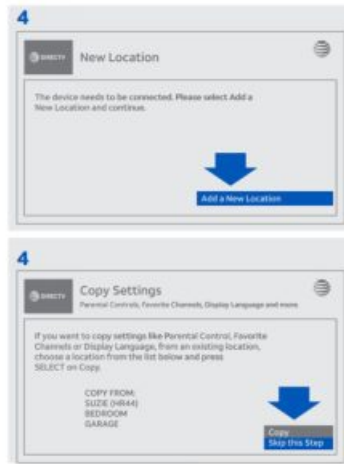 4
DIRECTV
New Location
The device needs to be connected. Please select Add a
New Location and continue.
Add a New Location
4
DIRECTV
Copy Settings
Parental Controls, Favorite Channels, Display Language and more
If you want to copy settings like Parental Control, Favorite
Channels or Display Language, from an existing location,
choose a location from the list below and press
SELECT on Copy.
COPY FROM:
SUZIE (HR44)
BEDROOM
GARAGE
Copy
Skip this Step